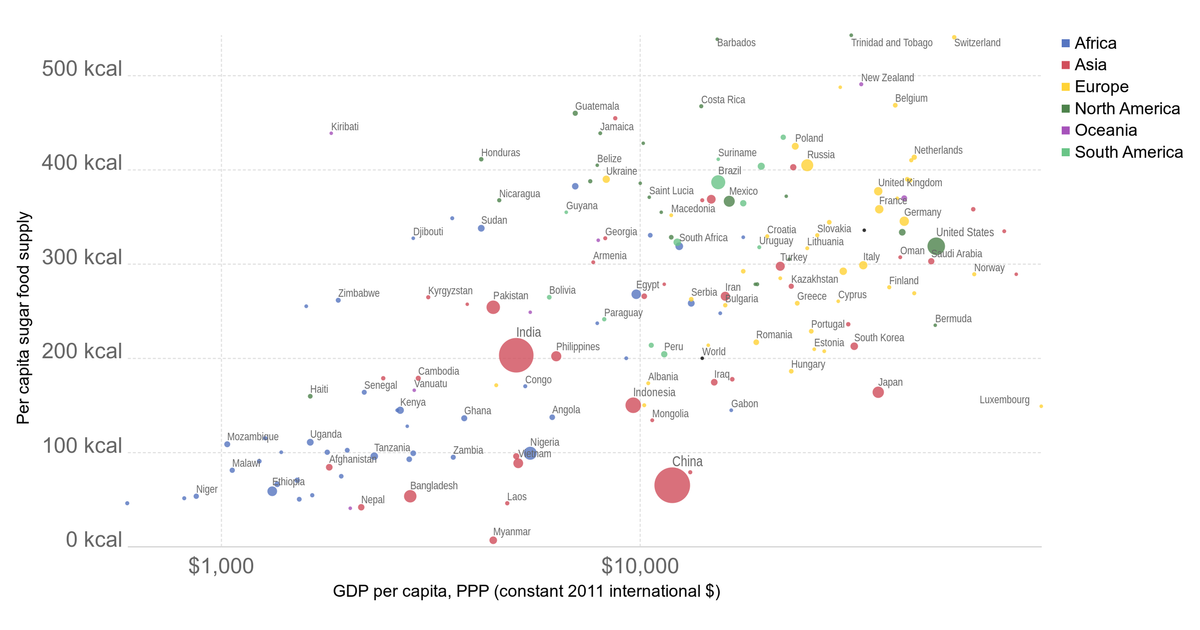 500 kcal
400 kcal
300 kcal
200 kcal
100 kcal
0 kcal
Per capita sugar food supply
$1,000
$10,000
GDP per capita, PPP (constant 2011 international $)
Africa
Asia
Europe
North America
Oceania
South America
Barbados
Trinidad and Tobago
Switzerland
New Zealand
Belgium
Costa Rica
Guatemala
Jamaica
Kiribati
Poland
Netherlands
Honduras
Belize
Suriname
Russia
Ukraine
Brazil
United Kingdom
Nicaragua
Saint Lucia
Mexico
France
Guyana
Macedonia
Germany
Sudan
Djibouti
Georgia
South Africa
Croatia
Slovakia
United States
Uruguay
Lithuania
Armenia
Turkey
Italy
Oman
Saudi Arabia
Norway
Kazakhstan
Finland
Zimbabwe
Kyrgyzstan
Pakistan
Bolivia
Egypt
Serbia
Iran
Bulgaria
Greece
Cyprus
Paraguay
Portugal
Bermuda
India
Philippines
Peru
World
Romania
Estonia
South Korea
Hungary
Cambodia
Vanuatu
Congo
Albania
Iraq
Japan
Haiti
Senegal
Kenya
Indonesia
Gabon
Luxembourg
Ghana
Angola
Mongolia
Mozambique
Uganda
Tanzania
Zambia
Nigeria
Vietnam
Malawi
Afghanistan
China
Niger
Ethiopia
Bangladesh
Nepal
Laos
Myanmar